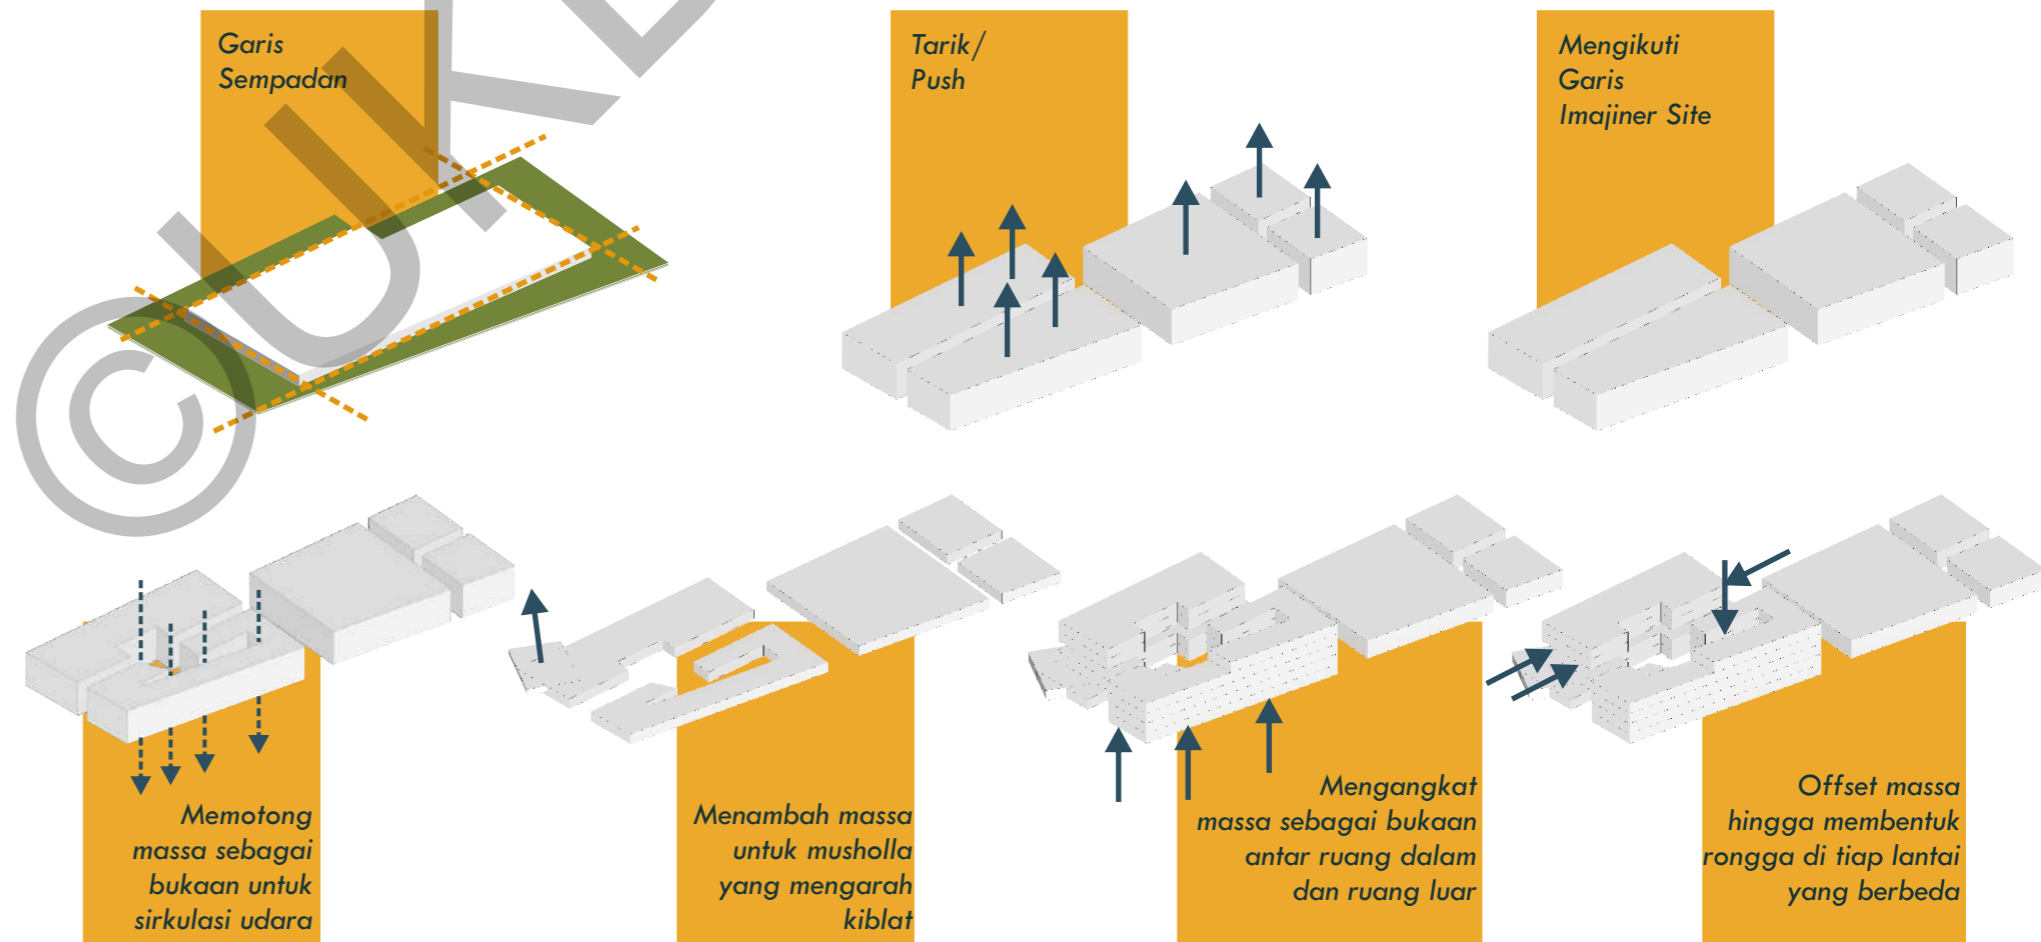 Garis
Sempadan
Tarik/
Push
Mengikuti
Garis
Imajiner Site
Memotong
massa sebagai
bukaan untuk
sirkulasi udara
Menambah massa
untuk musholla
yang mengarah
kiblat
Mengangkat
massa sebagai bukaan
antar ruang dalam
dan ruang luar
Offset massa
hingga membentuk
rongga di tiap lantai
yang berbeda